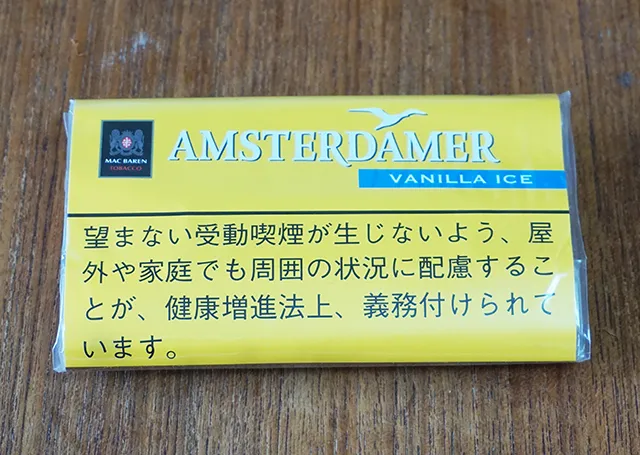 AMSTERDAMER
MAC BAREN
TOBACCO
VANILLA ICE
望まない受動喫煙が生じないよう、屋
外や家庭でも周囲の状況に配慮するこ
とが、健康増進法上、義務付けられて
います。